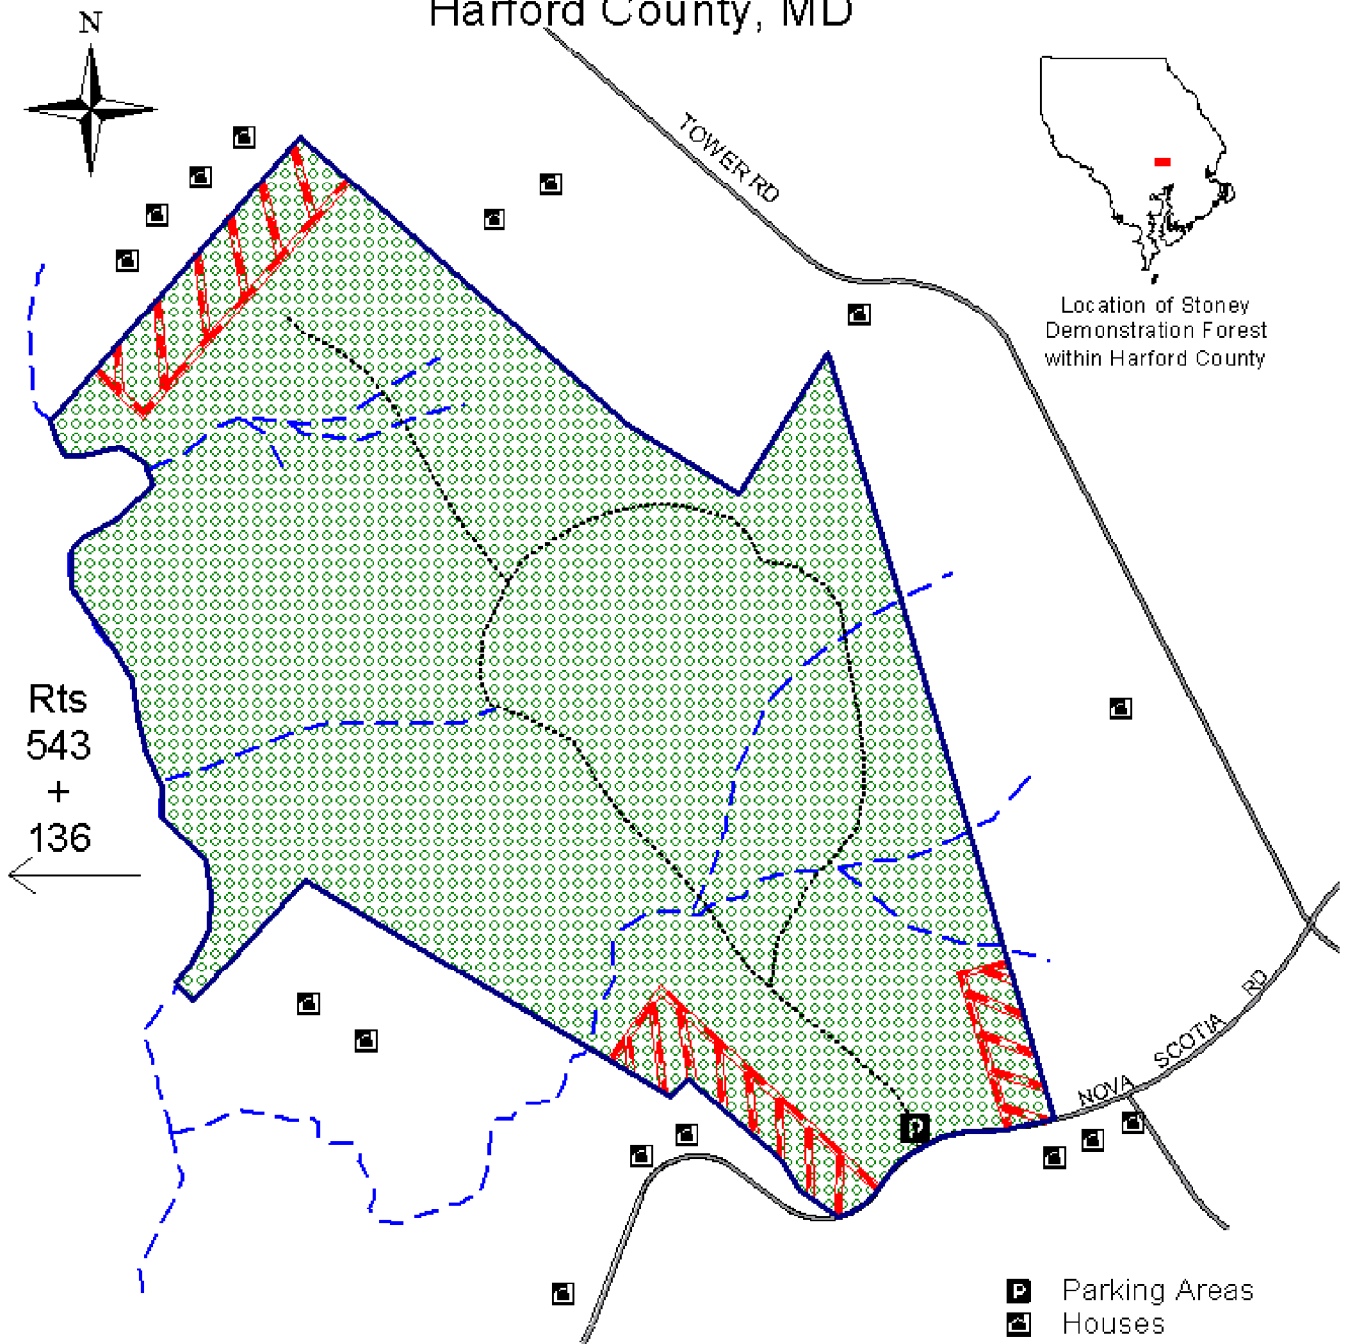 Harford County, MD
N
TOWER RD
Location of Stoney
Demonstration Forest
within Harford County
Rts
543
+
136
NOVA SCOTIA RD
P
P Parking Areas
Houses